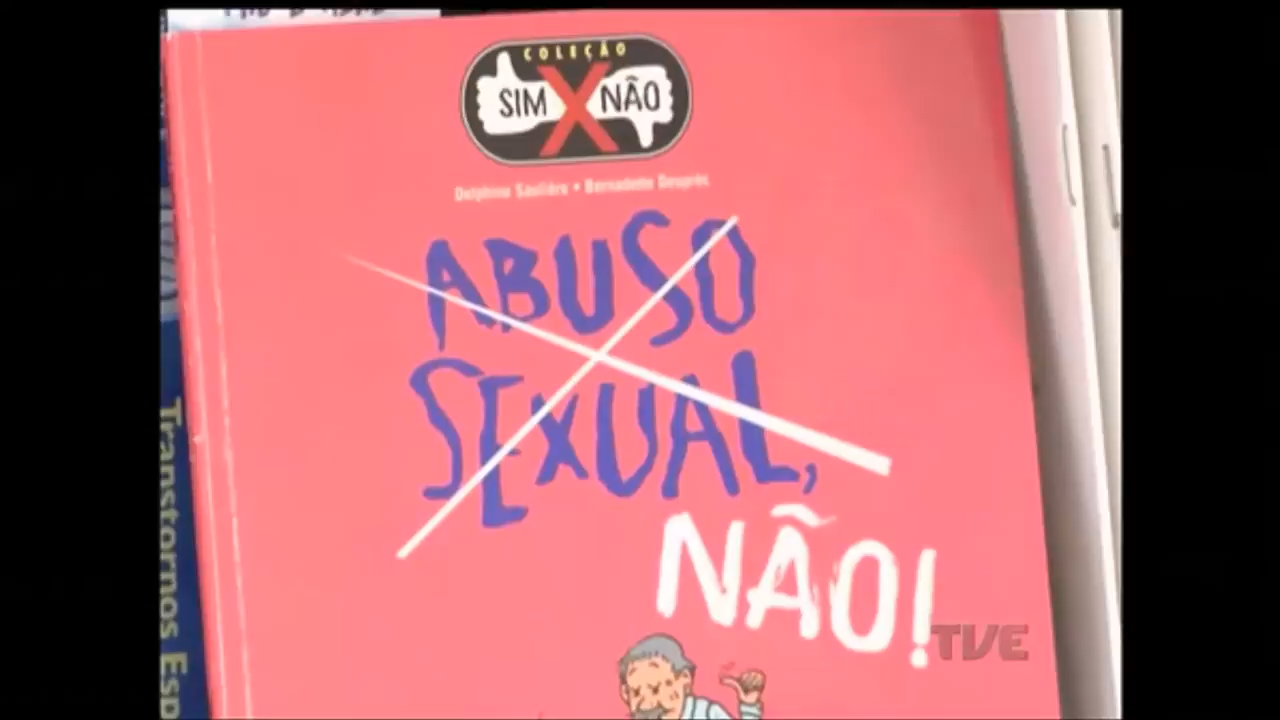 COLEÇÃO
SIM X NÃO
Delphine Saulière • Bernadette Després
ABUSO
SEXUAL,
NÃO!
TVE
Transtornos Esp